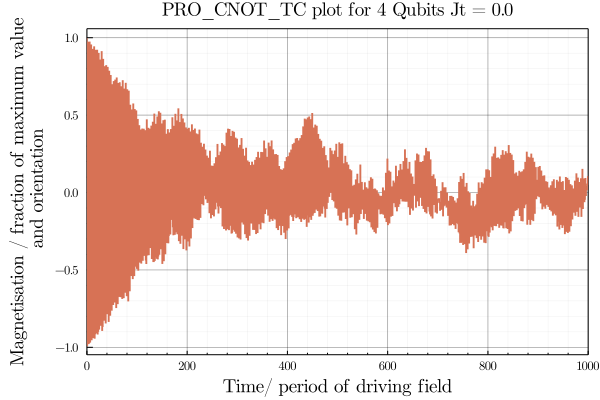 PRO_CNOT_TC plot for 4 Qubits Jt = 0.0
Magnetisation / fraction of maximum value
and orientation
1.0
0.5
0.0
−0.5
−1.0
0 200 400 600 800 1000
Time/ period of driving field